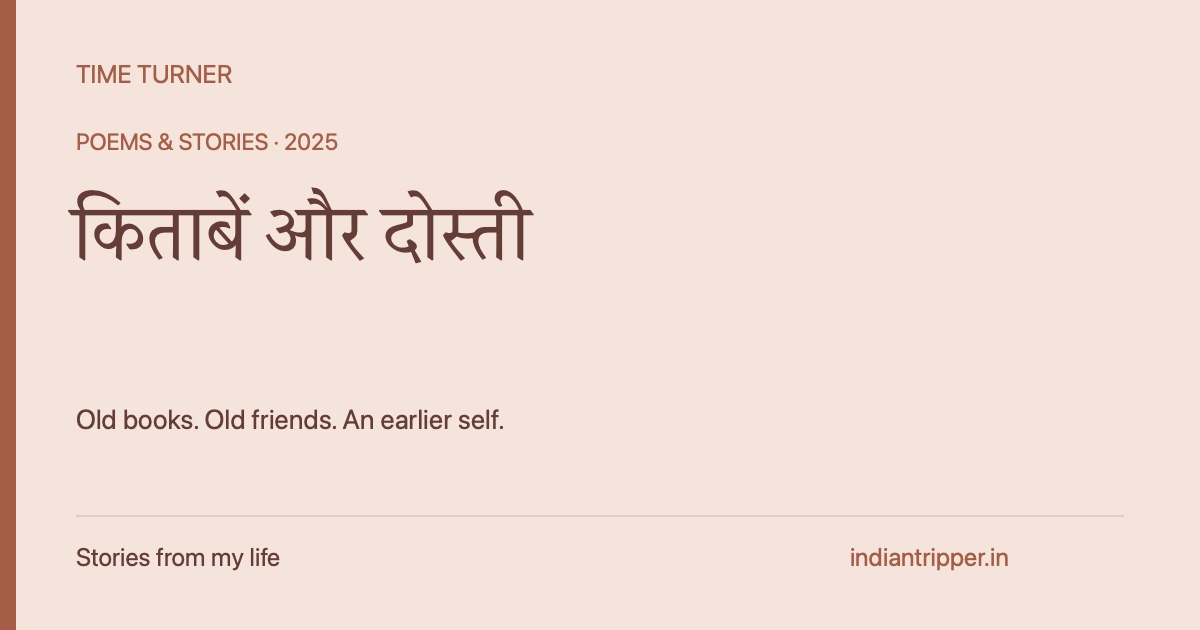 TIME TURNER
POEMS & STORIES · 2025
किताबें और दोस्ती
Old books. Old friends. An earlier self.
Stories from my life
indiantripper.in